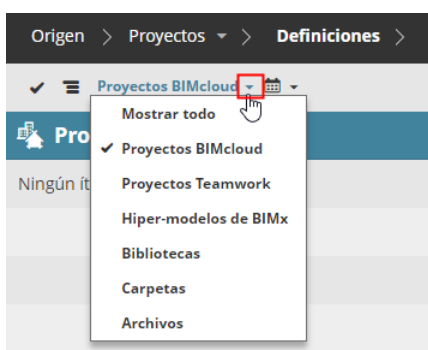 Origen > Proyectos > Definiciones >
Proyectos BIMcloud
Mostrar todo
Pro
Proyectos BIMcloud
Ningún ít
Proyectos Teamwork
Hiper-modelos de BIMx
Bibliotecas
Carpetas
Archivos